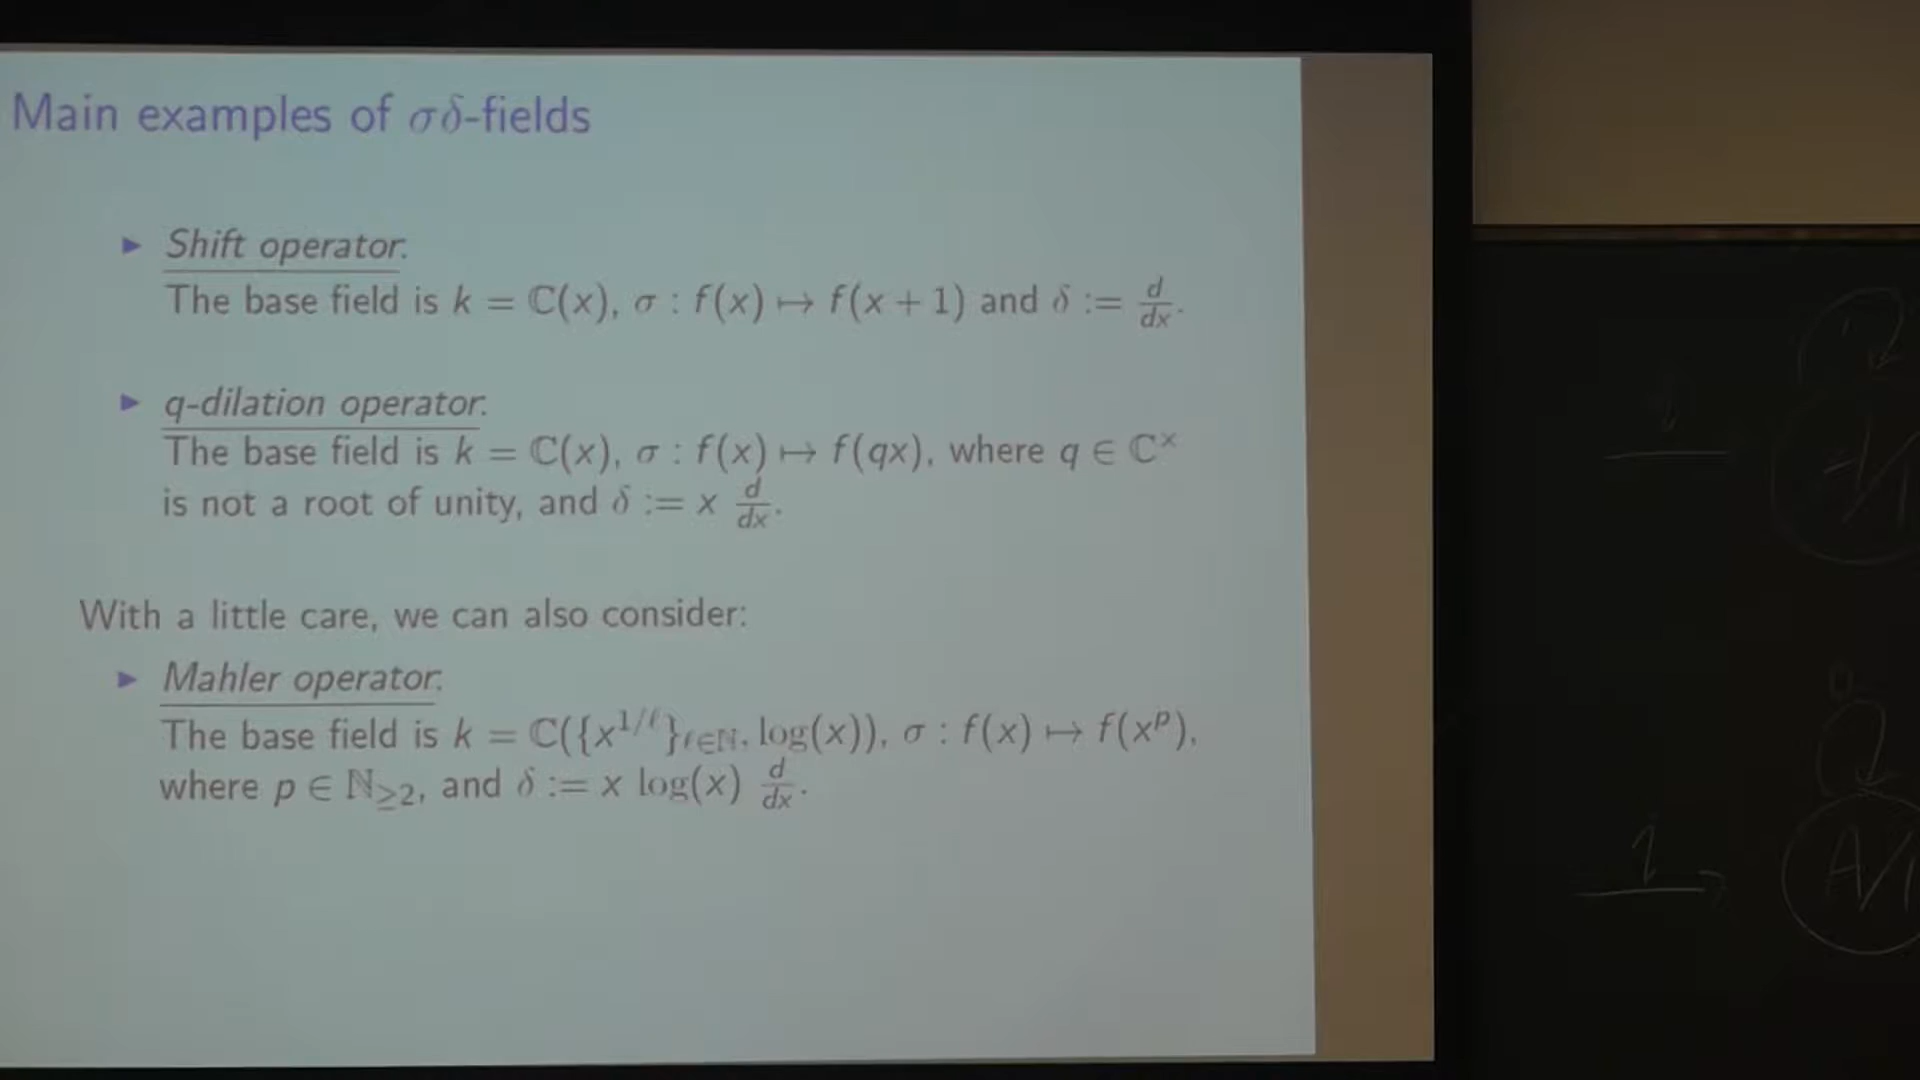 Main examples of σδ-fields
▶ Shift operator.
The base field is k = ℂ(x), σ : f(x) ↦ f(x + 1) and δ := d/dx.
▶ q-dilation operator.
The base field is k = ℂ(x), σ : f(x) ↦ f(qx), where q ∈ ℂ×
is not a root of unity, and δ := x d/dx.
With a little care, we can also consider:
▶ Mahler operator.
The base field is k = ℂ({x^{1/ℓ}}_{ℓ∈ℕ}, log(x)), σ : f(x) ↦ f(x^p),
where p ∈ ℕ≥2, and δ := x log(x) d/dx.